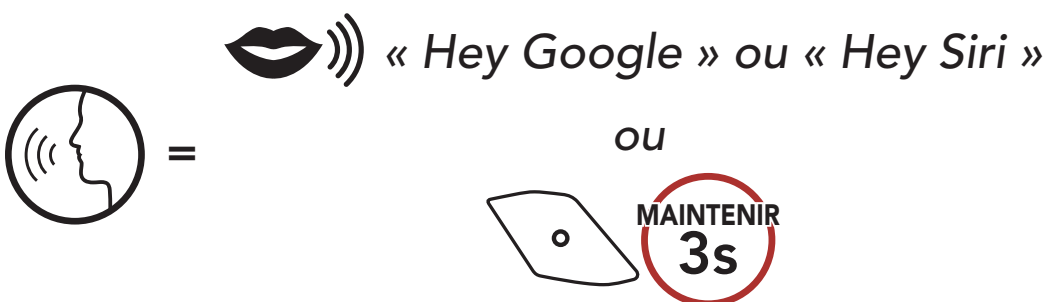 « Hey Google » ou « Hey Siri »
=
ou
MAINTENIR
3s